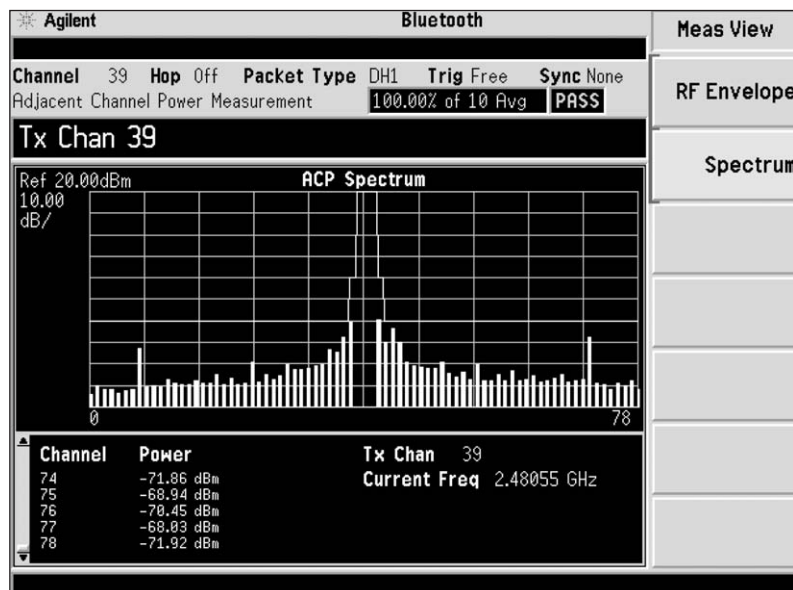 Agilent Bluetooth Meas View
Channel 39 Hop Off Packet Type DH1 Trig Free Sync None
Adjacent Channel Power Measurement 100.00% of 10 Avg PASS
RF Envelope
Tx Chan 39
Spectrum
Ref 20.00dBm ACP Spectrum
10.00
dB/
0 78
Channel Power Tx Chan 39
Current Freq 2.48055 GHz
74 -71.86 dBm
75 -68.94 dBm
76 -70.45 dBm
77 -68.03 dBm
78 -71.92 dBm